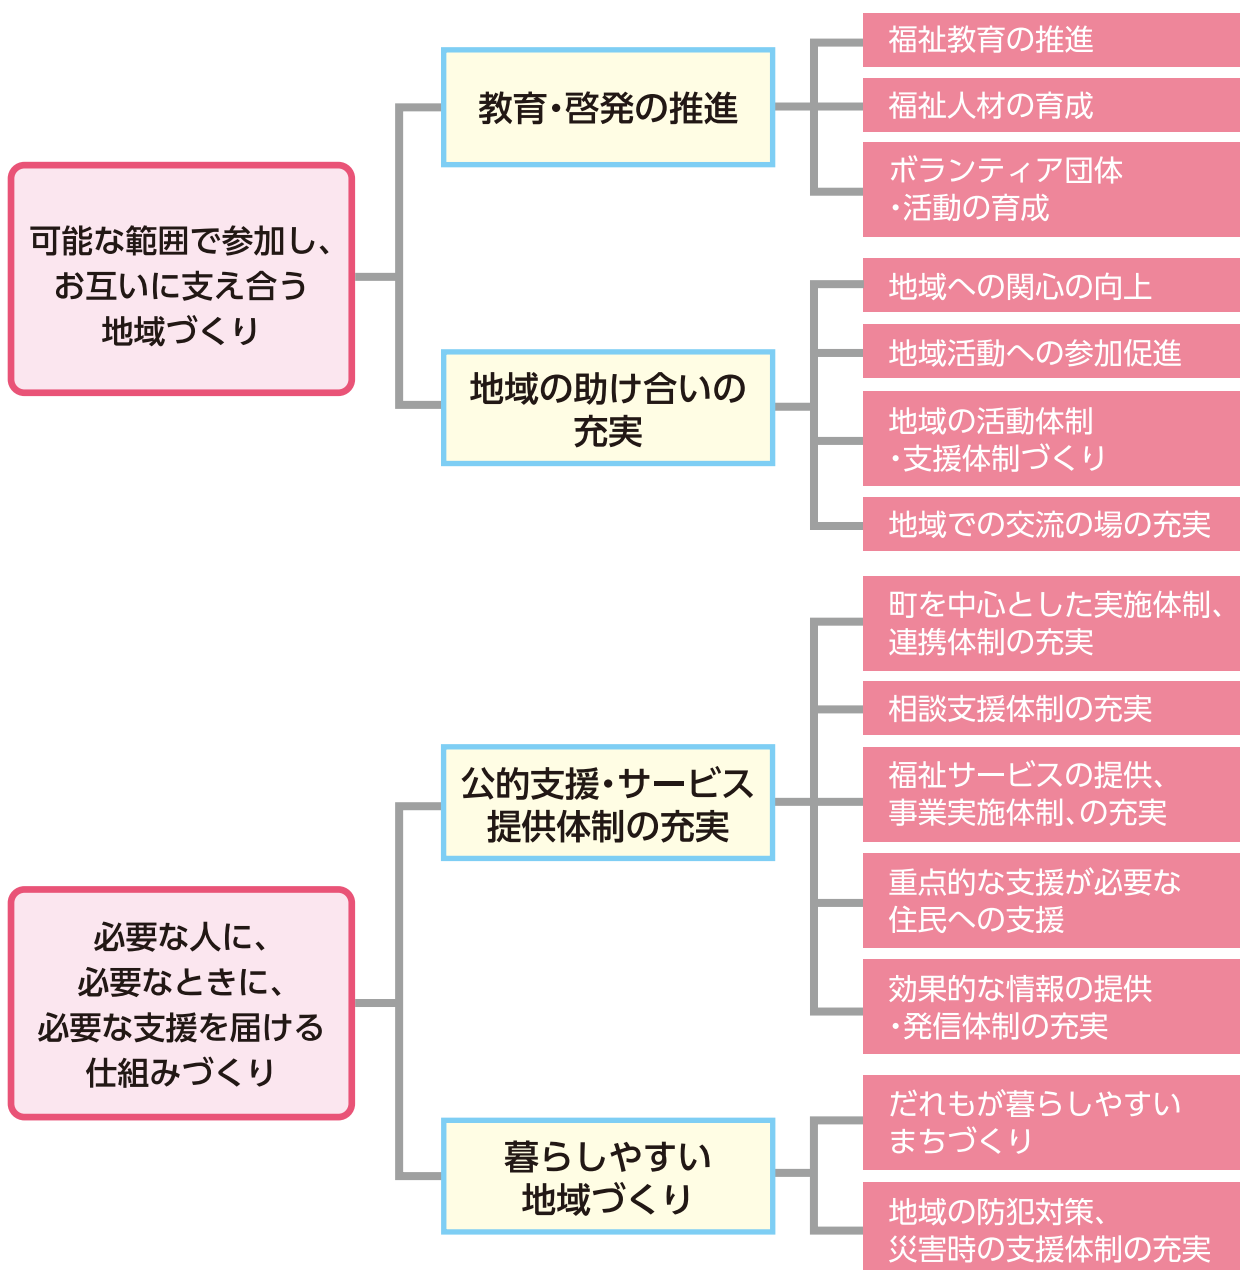 可能な範囲で参加し、
お互いに支え合う
地域づくり
教育・啓発の推進
福祉教育の推進
福祉人材の育成
ボランティア団体
・活動の育成
地域の助け合いの
充実
地域への関心の向上
地域活動への参加促進
地域の活動体制
・支援体制づくり
地域での交流の場の充実
必要な人に、
必要なときに、
必要な支援を届ける
仕組みづくり
公的支援・サービス
提供体制の充実
町を中心とした実施体制、
連携体制の充実
相談支援体制の充実
福祉サービスの提供、
事業実施体制、の充実
重点的な支援が必要な
住民への支援
効果的な情報の提供
・発信体制の充実
暮らしやすい
地域づくり
だれもが暮らしやすい
まちづくり
地域の防犯対策、
災害時の支援体制の充実